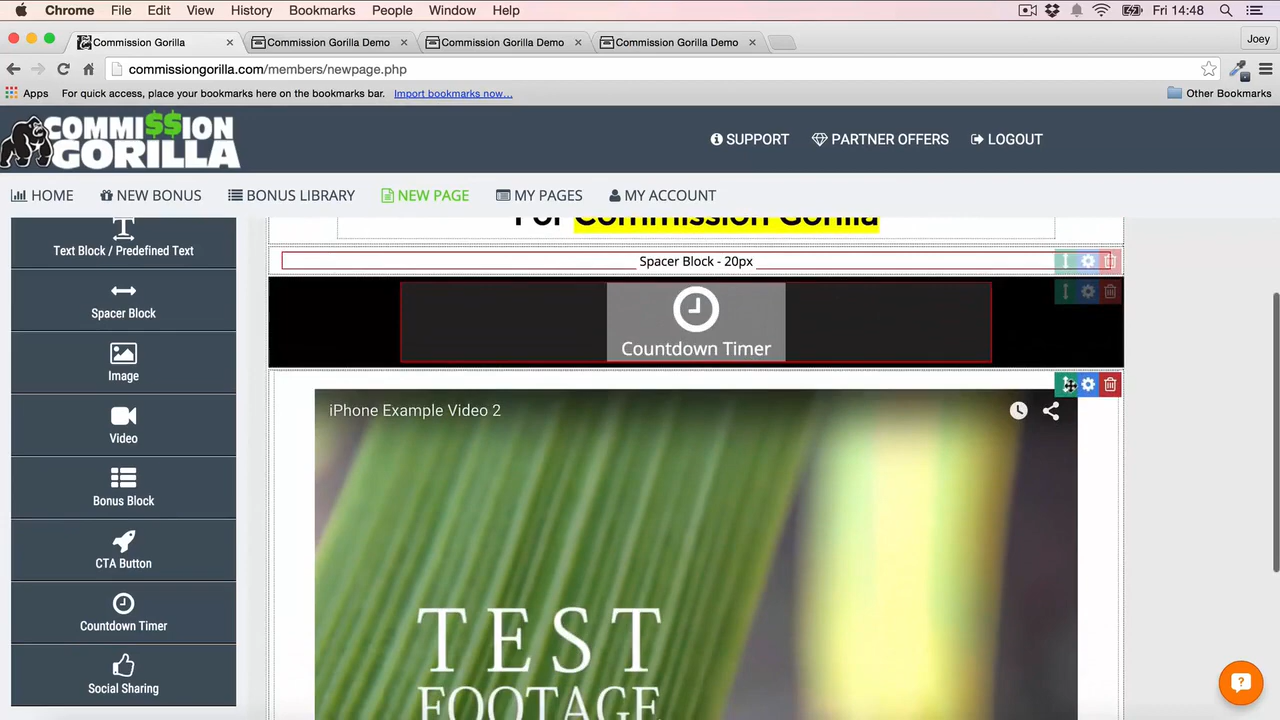 Chrome File Edit View History Bookmarks People Window Help Fri 14:48
Commission Gorilla Commission Gorilla Demo Commission Gorilla Demo Commission Gorilla Demo Joey
commissiongorilla.com/members/newpage.php
Apps For quick access, place your bookmarks here on the bookmarks bar. Import bookmarks now... Other Bookmarks
COMMI$$ION
GORILLA
SUPPORT PARTNER OFFERS LOGOUT
HOME NEW BONUS BONUS LIBRARY NEW PAGE MY PAGES MY ACCOUNT
For Commission Gorilla
Text Block / Predefined Text
Spacer Block - 20px
Spacer Block
Countdown Timer
Image
iPhone Example Video 2
Video
Bonus Block
CTA Button
Countdown Timer
TEST
FOOTAGE
Social Sharing